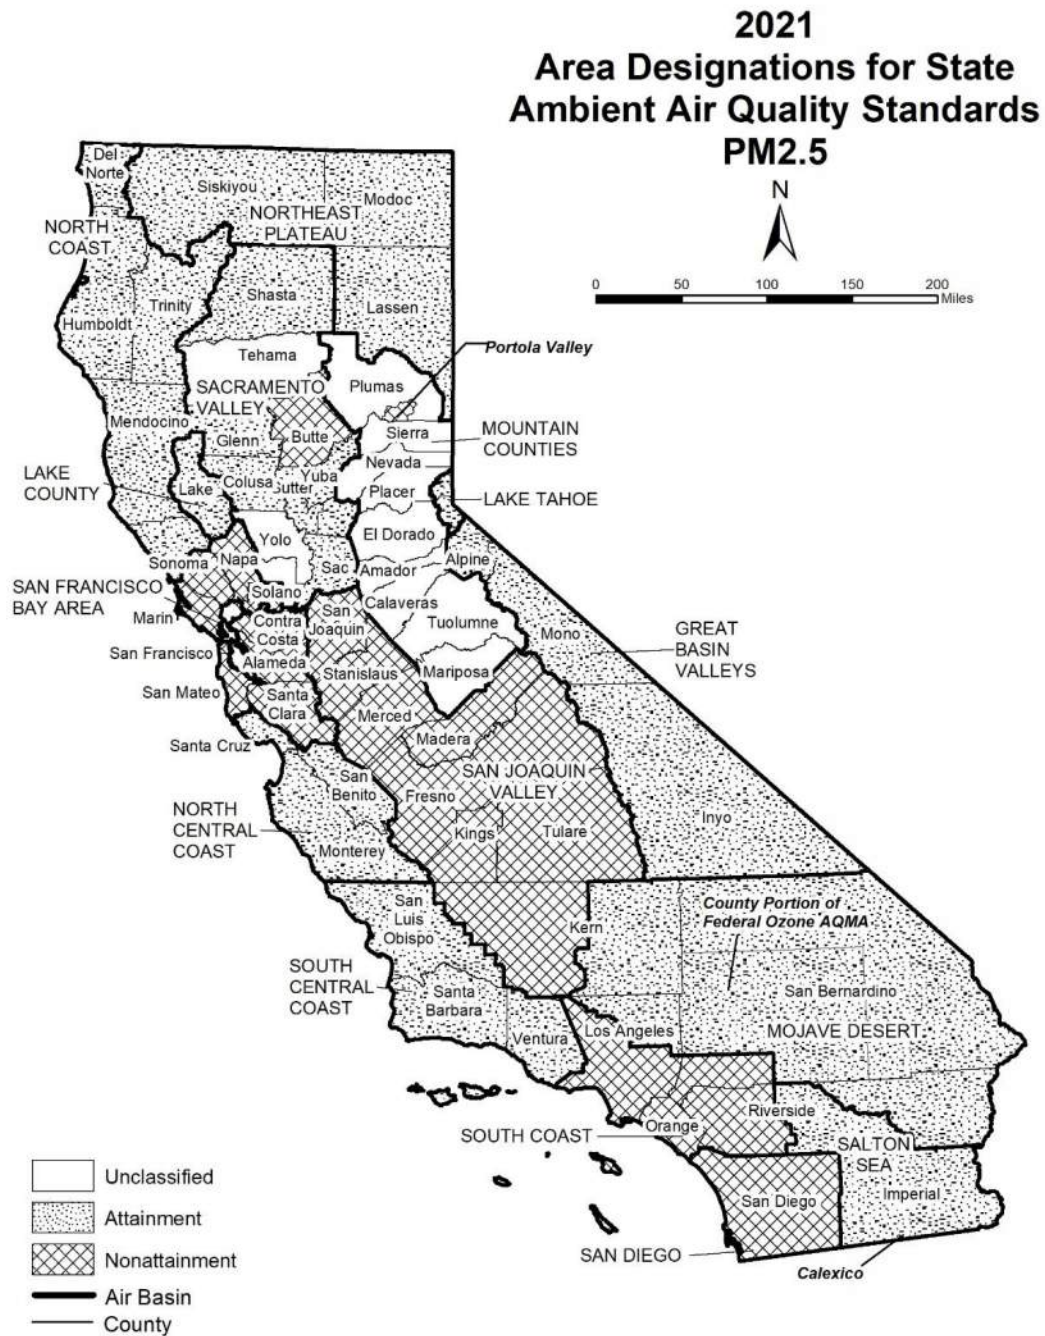 2021
Area Designations for State
Ambient Air Quality Standards
PM2.5
N
0 50 100 150 200
Miles
Del
Norte
Siskiyou
Modoc
NORTHEAST
PLATEAU
NORTH
COAST
Shasta
Trinity
Lassen
Humboldt
Portola Valley
Tehama
Plumas
SACRAMENTO
VALLEY
Mendocino
Butte
Glenn
Sierra
MOUNTAIN
COUNTIES
Nevada
LAKE
COUNTY
Lake
Colusa
Sutter
Yuba
Placer
LAKE TAHOE
Yolo
El Dorado
Sonoma
Napa
Sac
Amador
Alpine
SAN FRANCISCO
BAY AREA
Solano
Marin
Contra
Costa
San
Joaquin
Calaveras
Tuolumne
Mono
GREAT
BASIN
VALLEYS
San Francisco
Alameda
Stanislaus
Mariposa
San Mateo
Santa
Clara
Merced
Santa Cruz
Madera
San
Benito
SAN JOAQUIN
VALLEY
Fresno
NORTH
CENTRAL
COAST
Monterey
Kings
Tulare
Inyo
San
Luis
Obispo
Kern
County Portion of
Federal Ozone AQMA
SOUTH
CENTRAL
COAST
Santa
Barbara
San Bernardino
Ventura
Los Angeles
MOJAVE DESERT
Orange
Riverside
SOUTH COAST
SALTON
SEA
San Diego
Imperial
SAN DIEGO
Calexico
Unclassified
Attainment
Nonattainment
Air Basin
County